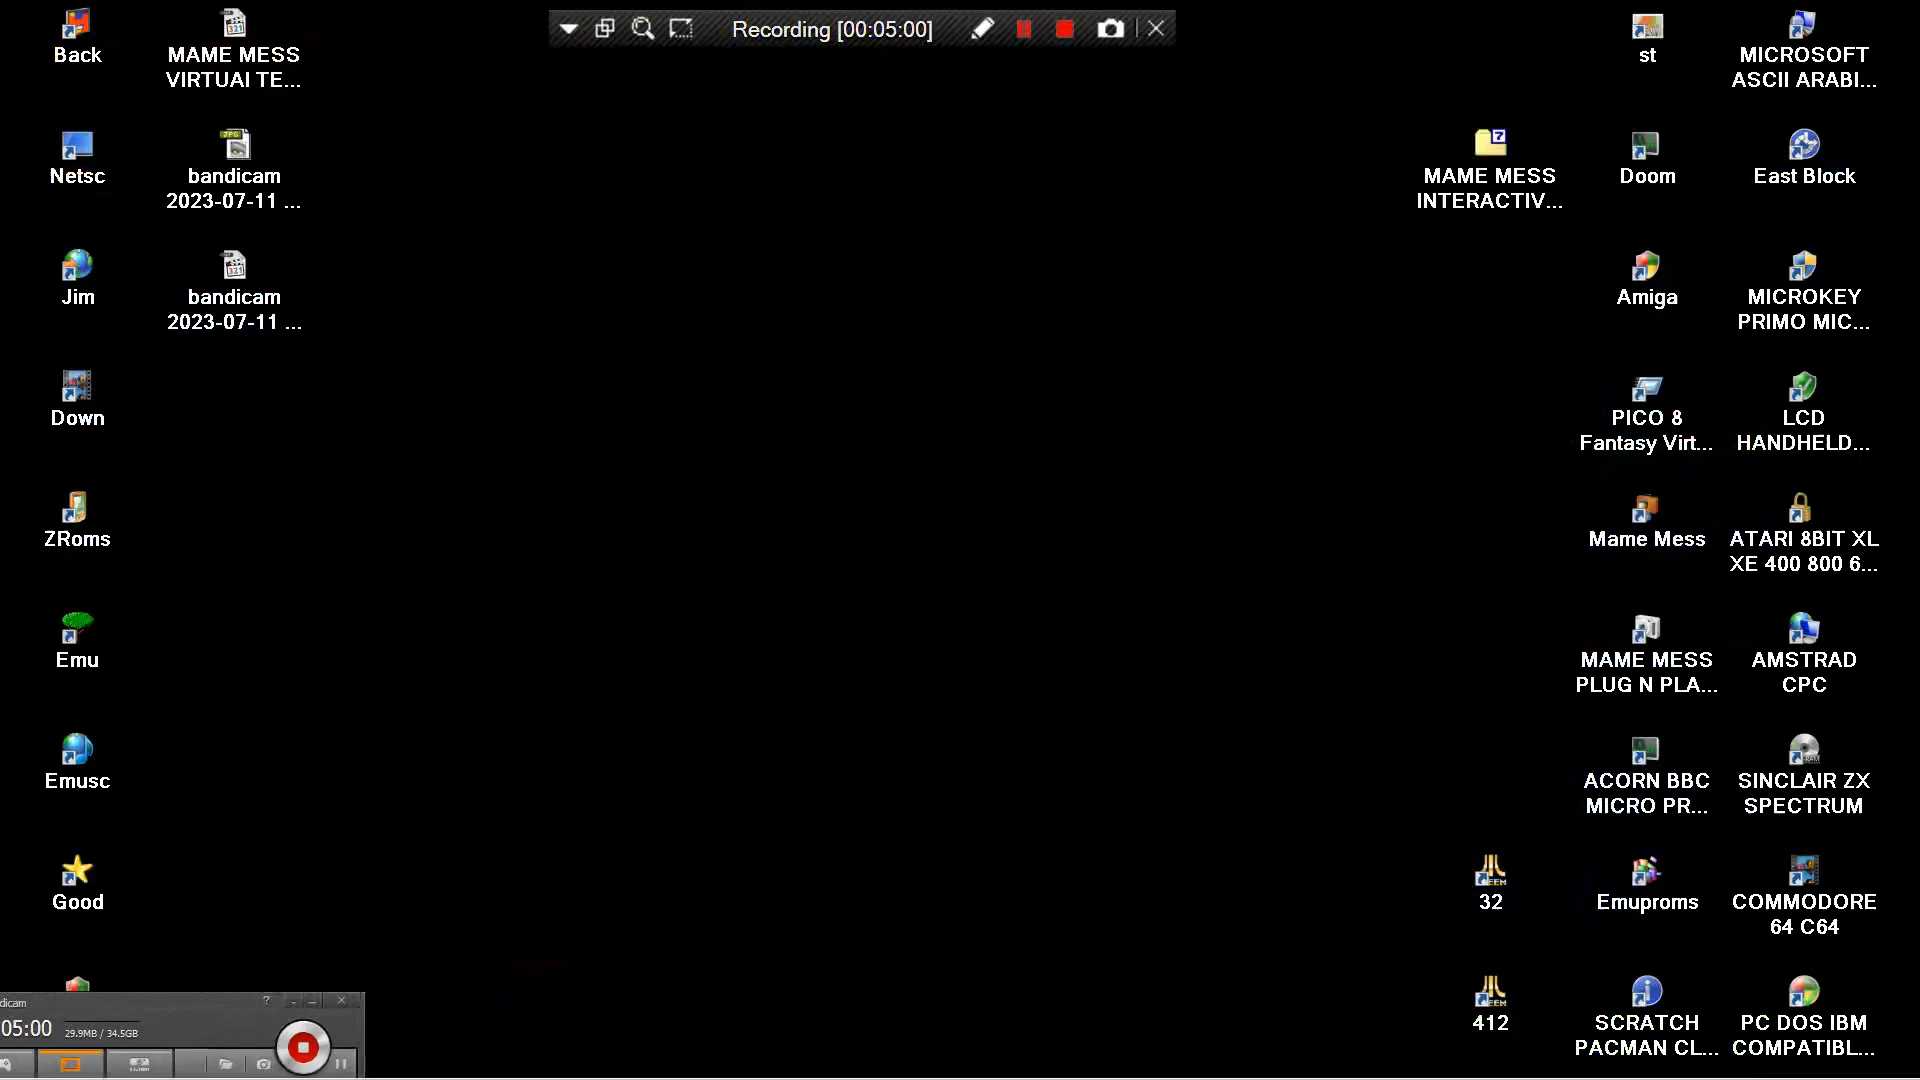 Recording [00:05:00]
Back
MAME MESS
VIRTUAl TE...
st
MICROSOFT
ASCII ARABI...
Netsc
bandicam
2023-07-11 ...
MAME MESS
INTERACTIV...
Doom
East Block
Jim
bandicam
2023-07-11 ...
Amiga
MICROKEY
PRIMO MIC...
Down
PICO 8
Fantasy Virt...
LCD
HANDHELD...
ZRoms
Mame Mess
ATARI 8BIT XL
XE 400 800 6...
Emu
MAME MESS
PLUG N PLA...
AMSTRAD
CPC
Emusc
ACORN BBC
MICRO PR...
SINCLAIR ZX
SPECTRUM
Good
32
Emuproms
COMMODORE
64 C64
412
SCRATCH
PACMAN CL...
PC DOS IBM
COMPATIBL...
dicam
05:00
29.9MB / 34.5GB